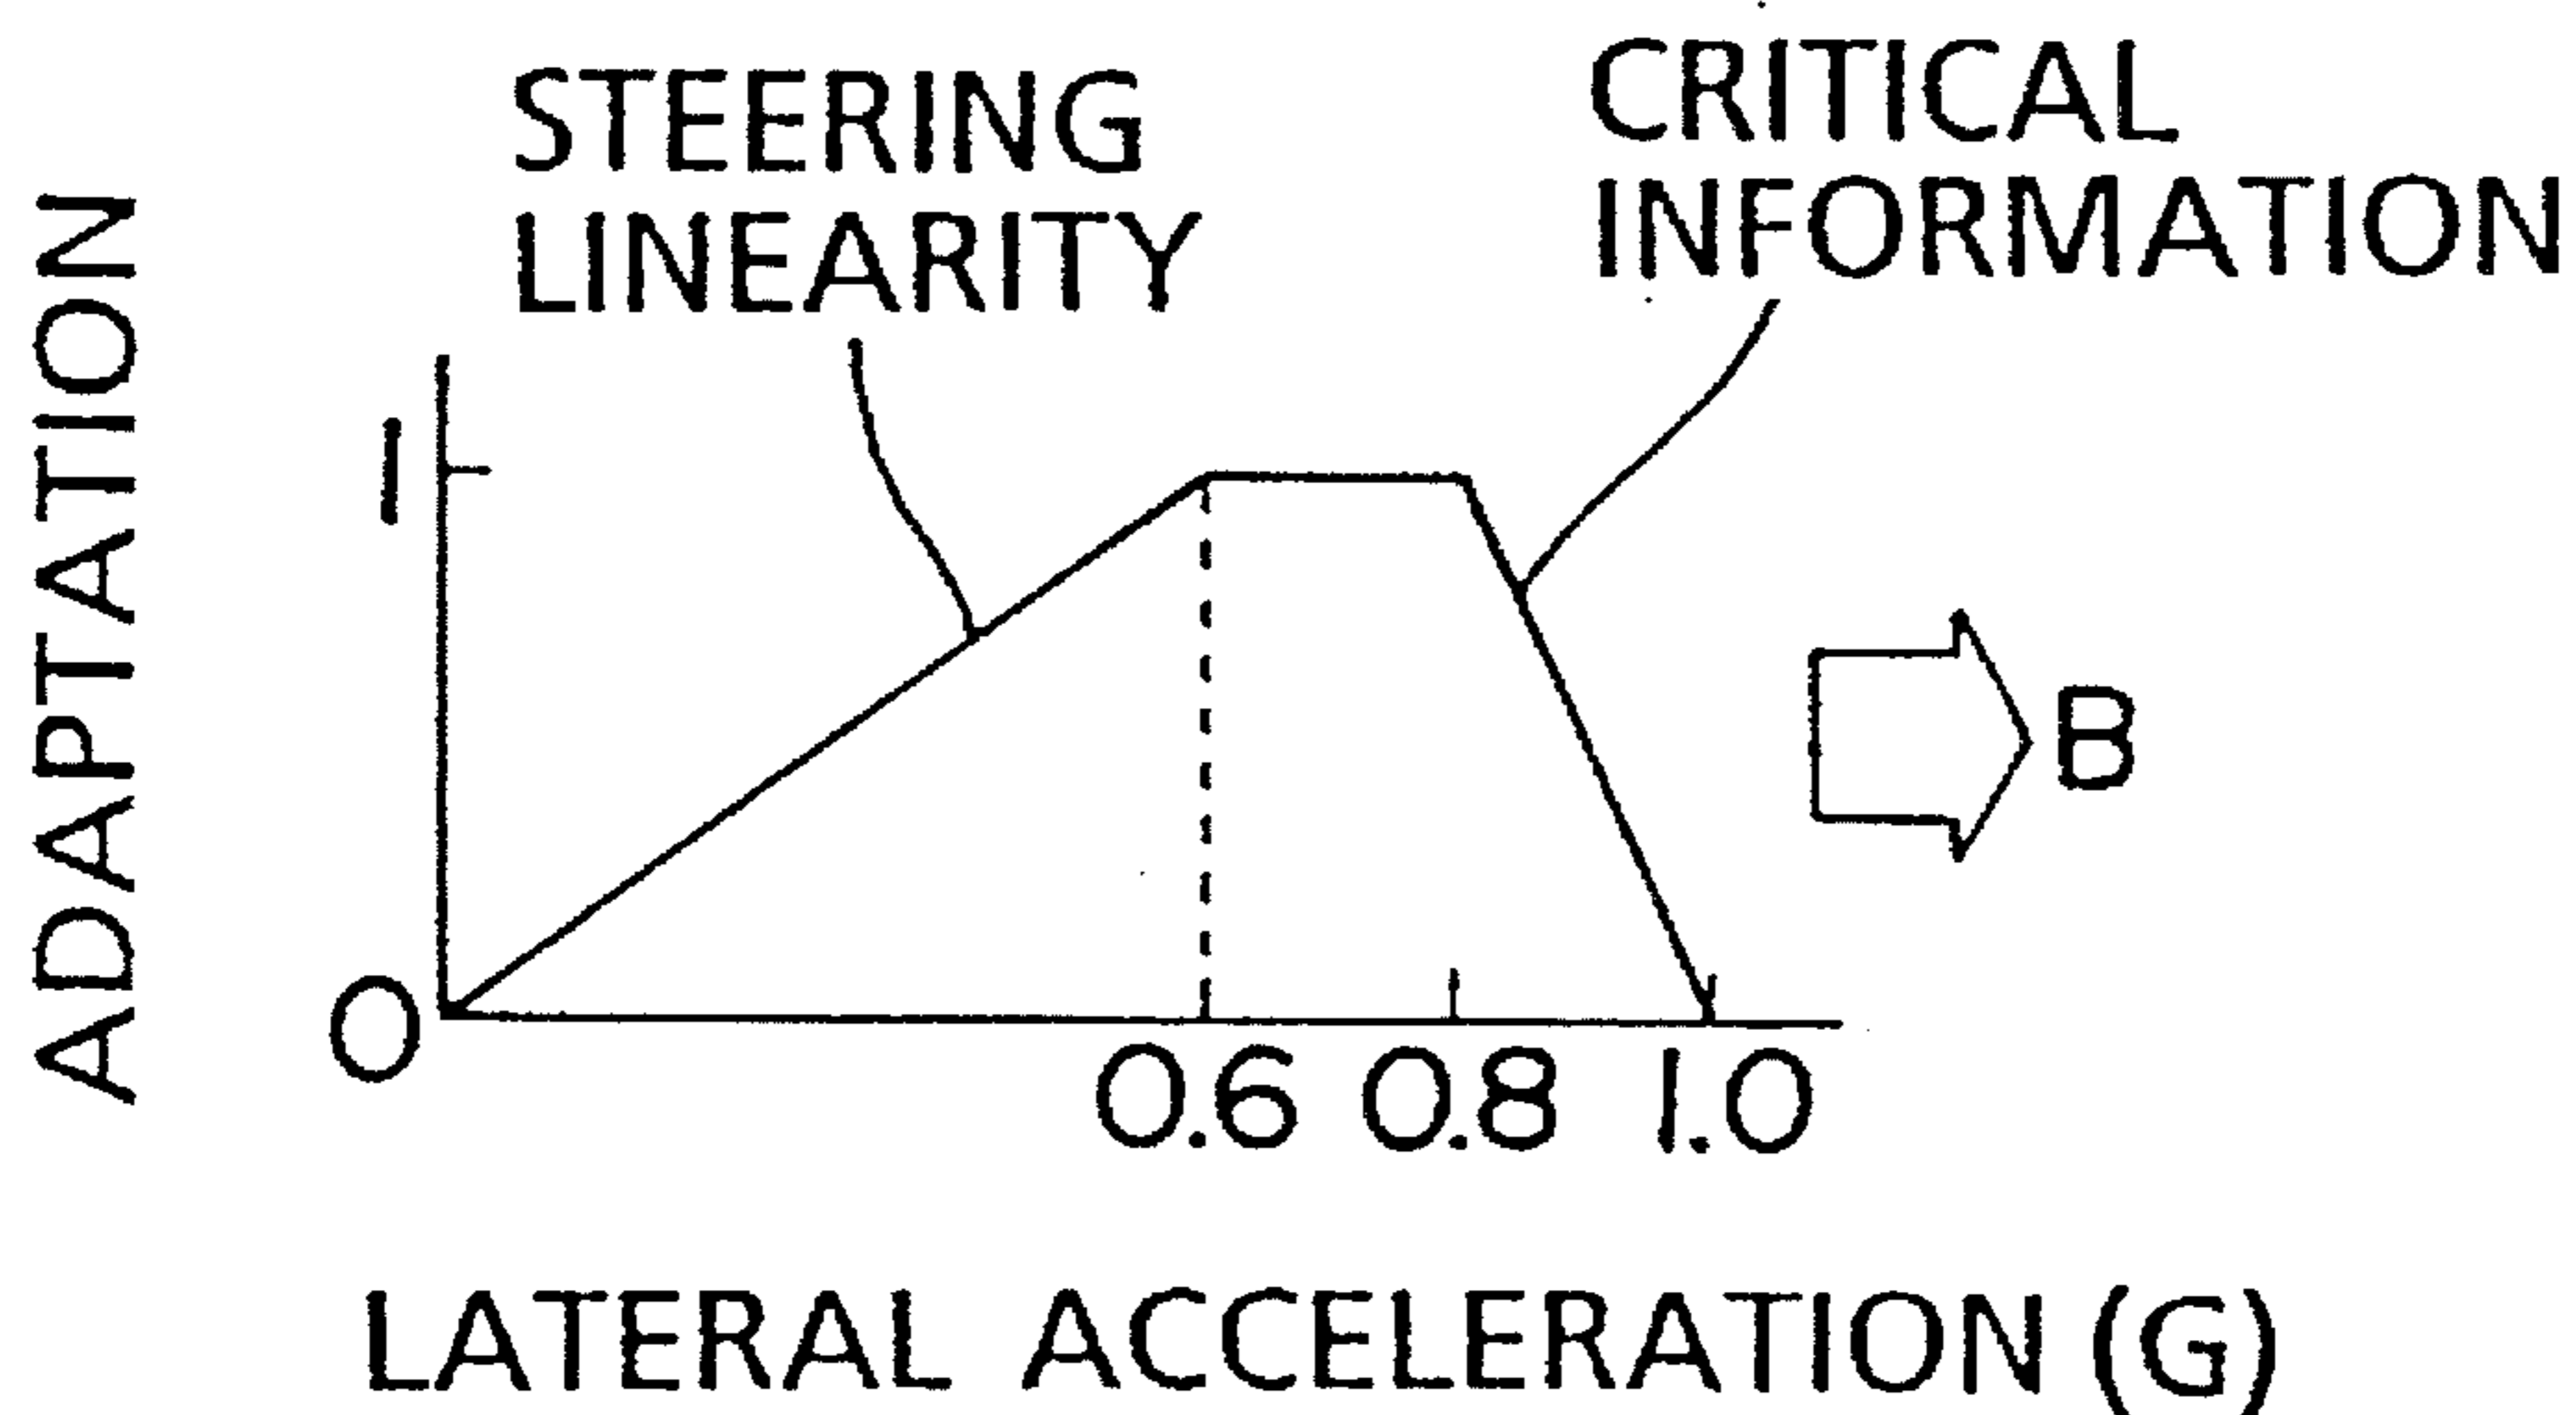 STEERING
LINEARITY
CRITICAL
INFORMATION
ADAPTATION
1
0
0.6 0.8 1.0
B
LATERAL ACCELERATION (G)